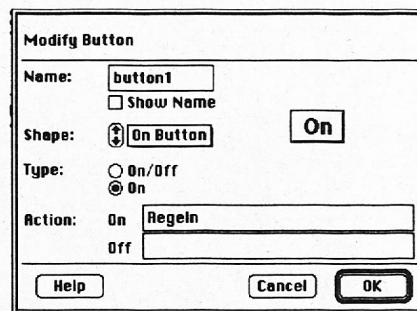 Modify Button
Name: button1
Show Name
Shape: On Button
On
Type: On/Off
On
Action: On Regeln
Off
Help Cancel OK